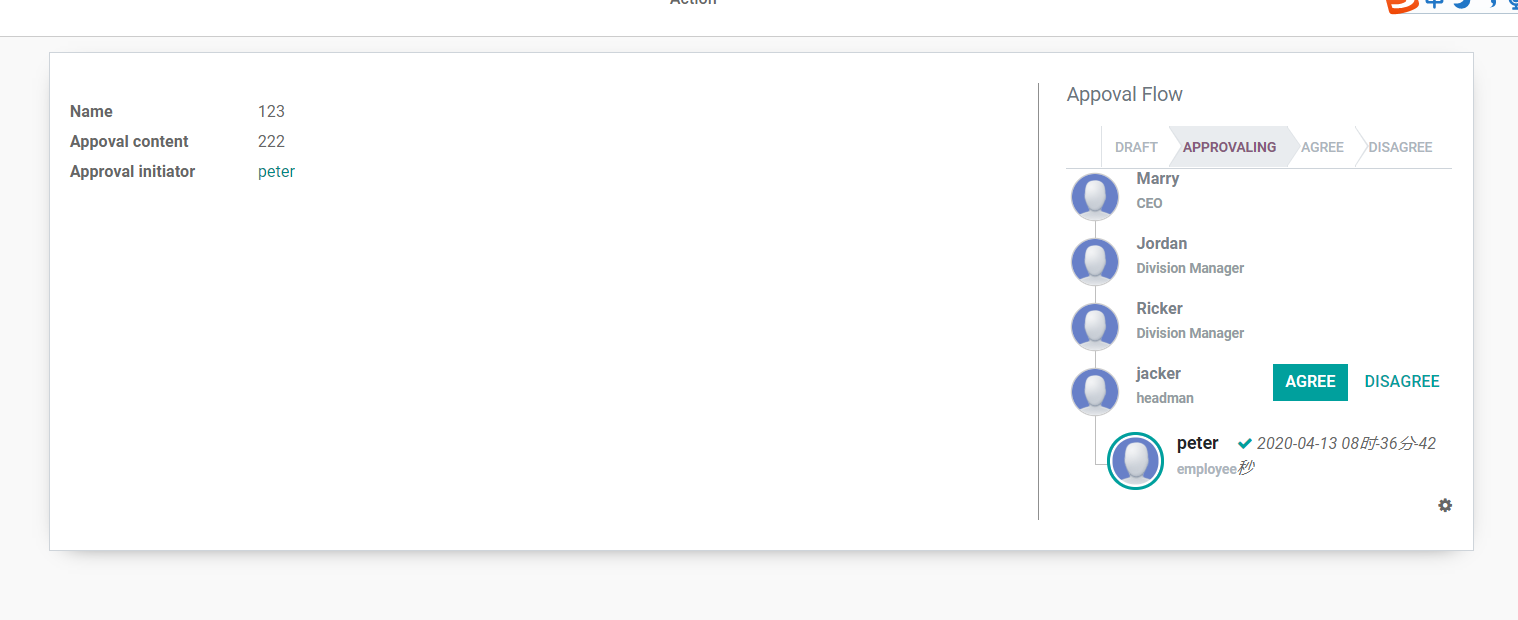 Action
中
Name 123
Appoval content 222
Approval initiator peter
Appoval Flow
DRAFT APPROVALING AGREE DISAGREE
Marry
CEO
Jordan
Division Manager
Ricker
Division Manager
jacker
headman
AGREE DISAGREE
peter
employee
2020-04-13 08时-36分-42
秒